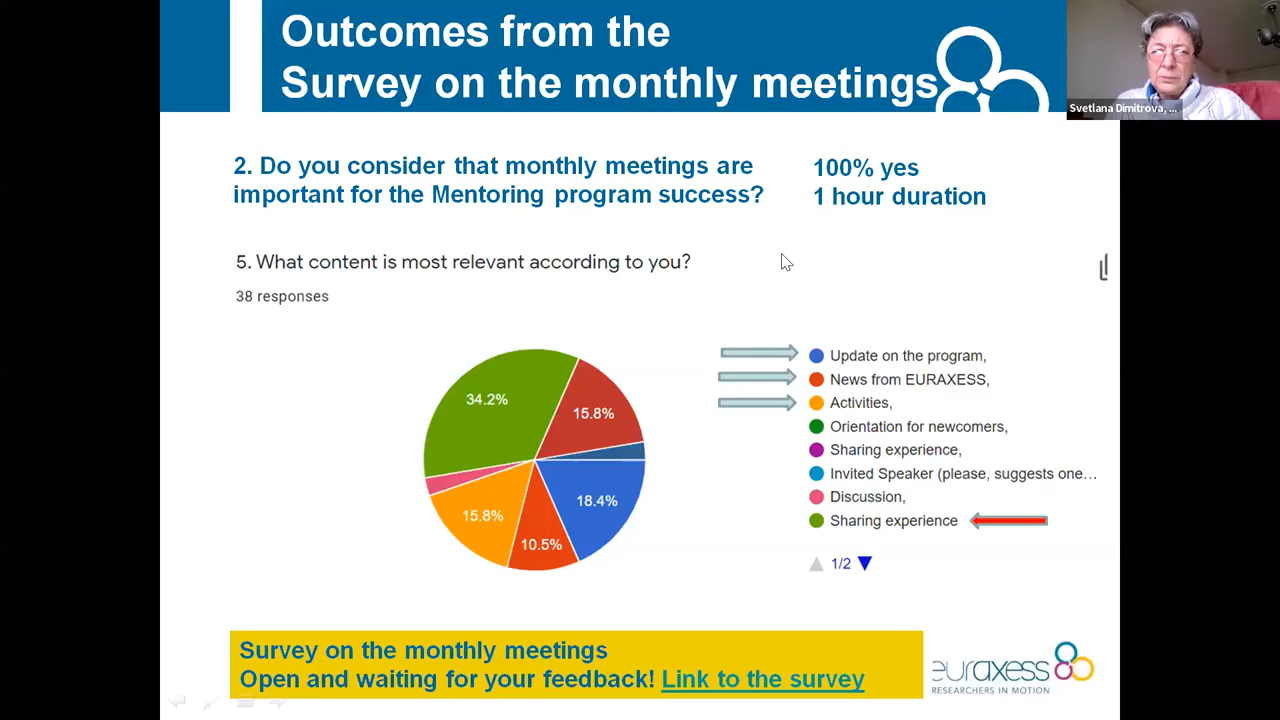 Outcomes from the
Survey on the monthly meetings
Svetlana Dimitrova, ...
2. Do you consider that monthly meetings are
important for the Mentoring program success?
100% yes
1 hour duration
5. What content is most relevant according to you?
38 responses
34.2%
15.8%
18.4%
10.5%
15.8%
Update on the program,
News from EURAXESS,
Activities,
Orientation for newcomers,
Sharing experience,
Invited Speaker (please, suggests one…
Discussion,
Sharing experience
1/2
Survey on the monthly meetings
Open and waiting for your feedback! Link to the survey
euraxess
RESEARCHERS IN MOTION